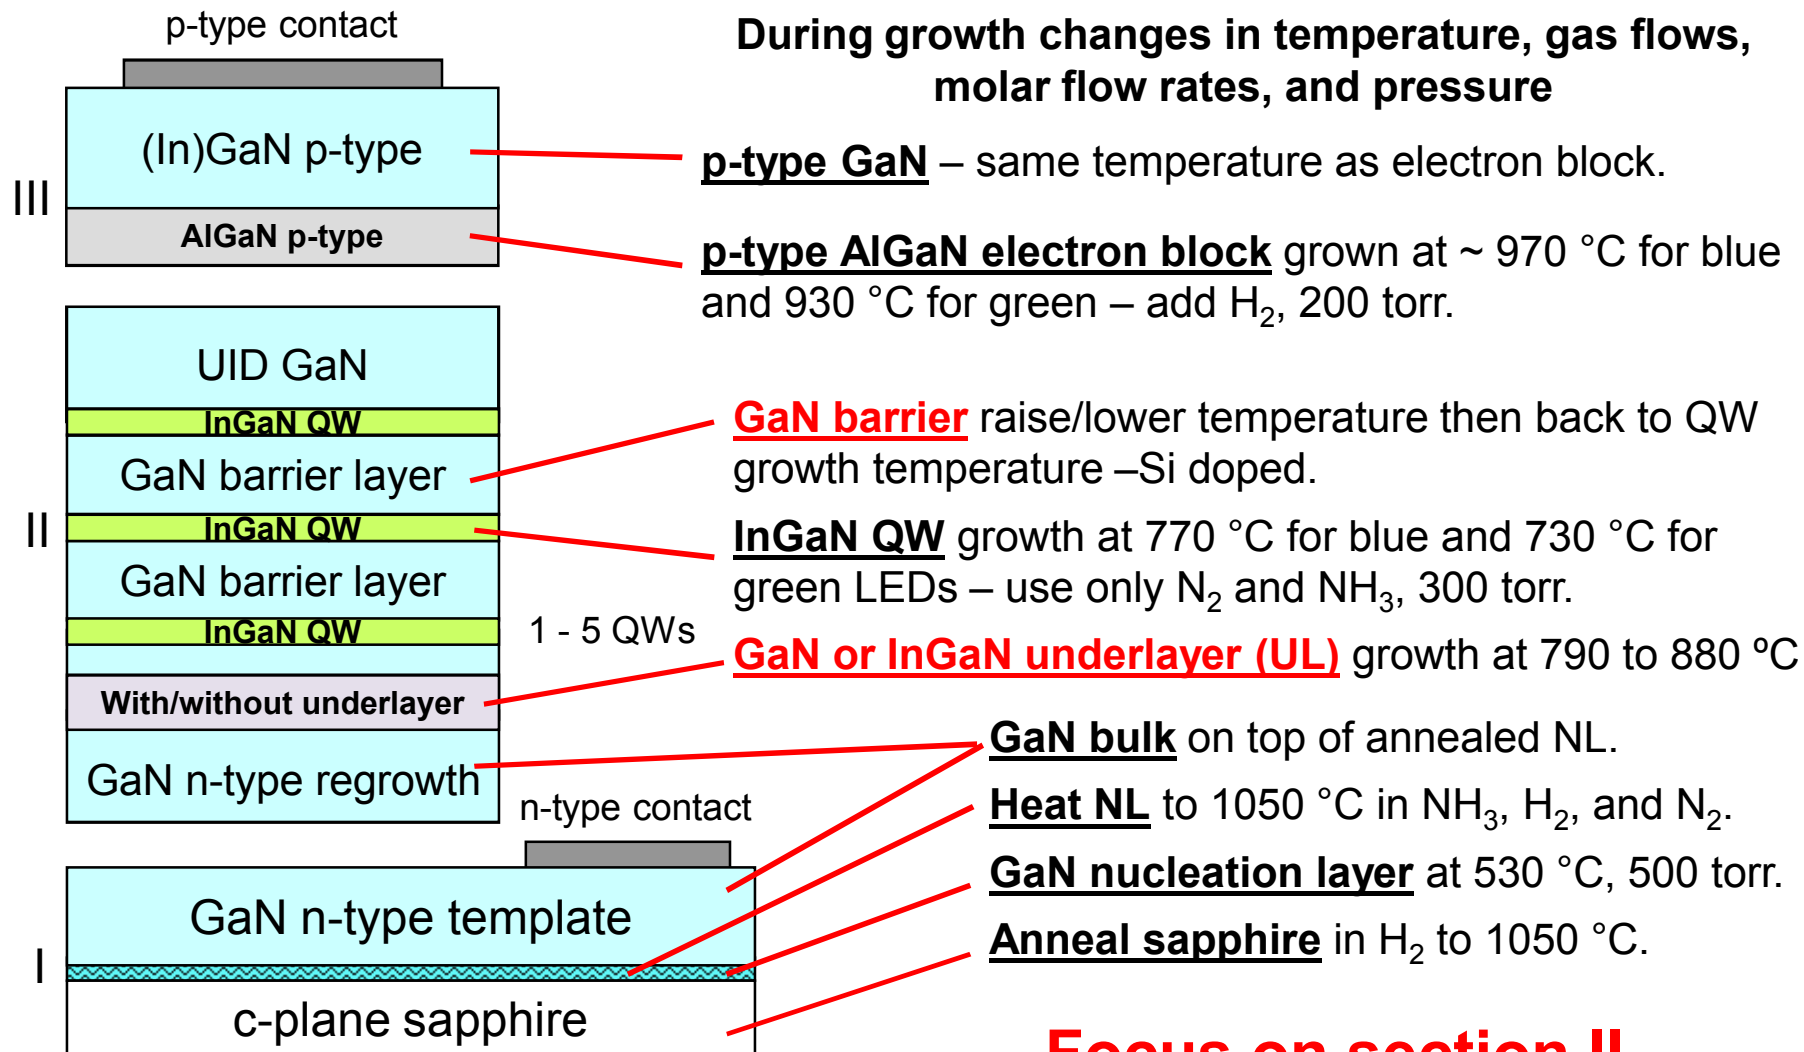 p-type contact
During growth changes in temperature, gas flows,
molar flow rates, and pressure
(In)GaN p-type
p-type GaN – same temperature as electron block.
III
AlGaN p-type
p-type AlGaN electron block grown at ~ 970 °C for blue
and 930 °C for green – add H₂, 200 torr.
UID GaN
InGaN QW
GaN barrier raise/lower temperature then back to QW
growth temperature –Si doped.
GaN barrier layer
II
InGaN QW
InGaN QW growth at 770 °C for blue and 730 °C for
green LEDs – use only N₂ and NH₃, 300 torr.
GaN barrier layer
InGaN QW
1 - 5 QWs
GaN or InGaN underlayer (UL) growth at 790 to 880 ºC
With/without underlayer
GaN bulk on top of annealed NL.
GaN n-type regrowth
n-type contact
Heat NL to 1050 °C in NH₃, H₂, and N₂.
GaN nucleation layer at 530 °C, 500 torr.
GaN n-type template
Anneal sapphire in H₂ to 1050 °C.
I
c-plane sapphire
Focus on section II